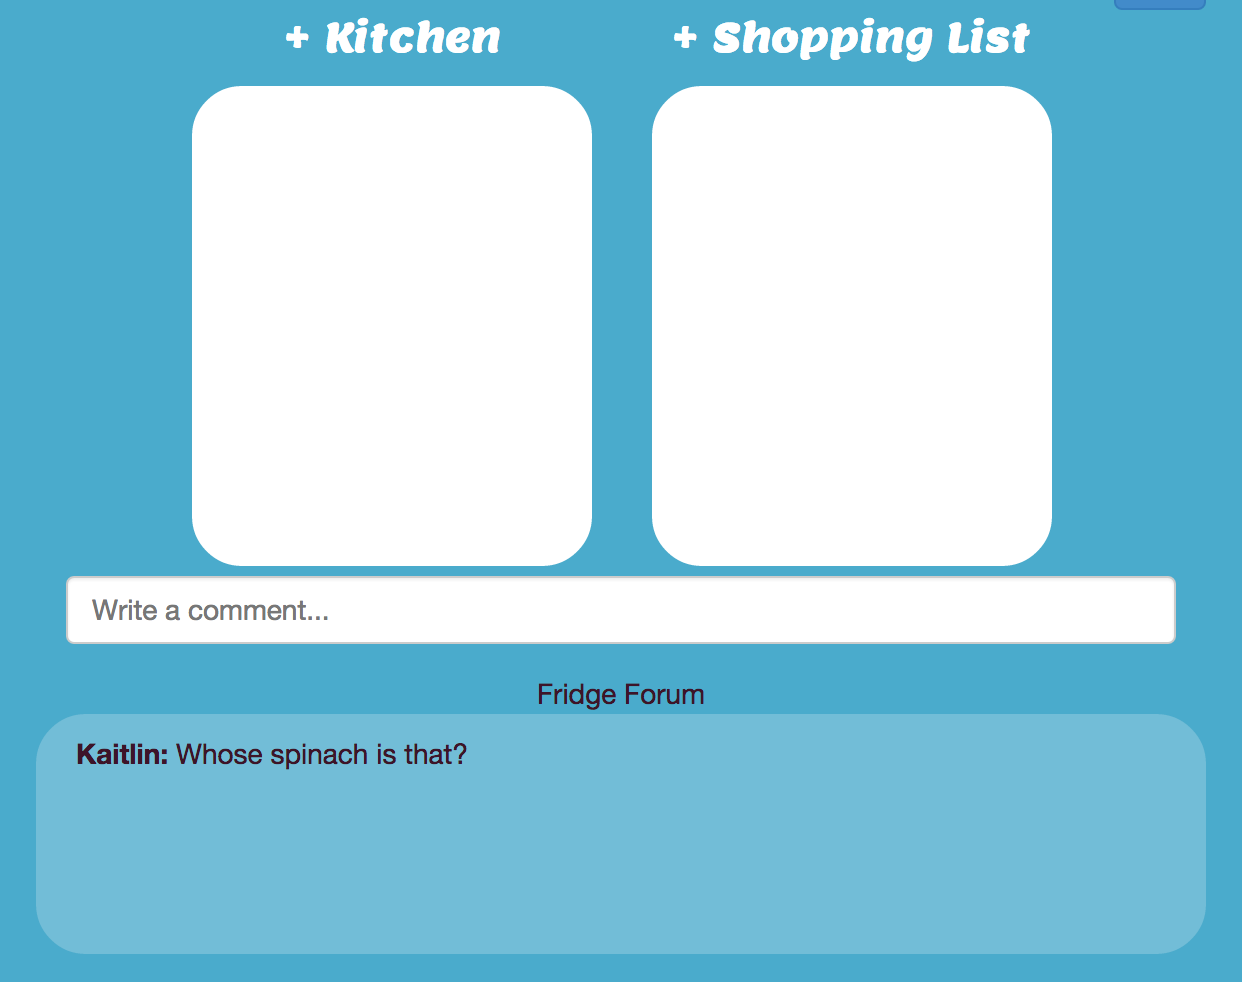 + Kitchen
+ Shopping List
Write a comment...
Fridge Forum
Kaitlin: Whose spinach is that?